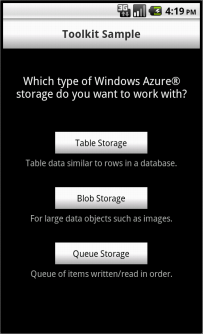 3G
4:19 PM
Toolkit Sample
Which type of Windows Azure®
storage do you want to work with?
Table Storage
Table data similar to rows in a database.
Blob Storage
For large data objects such as images.
Queue Storage
Queue of items written/read in order.